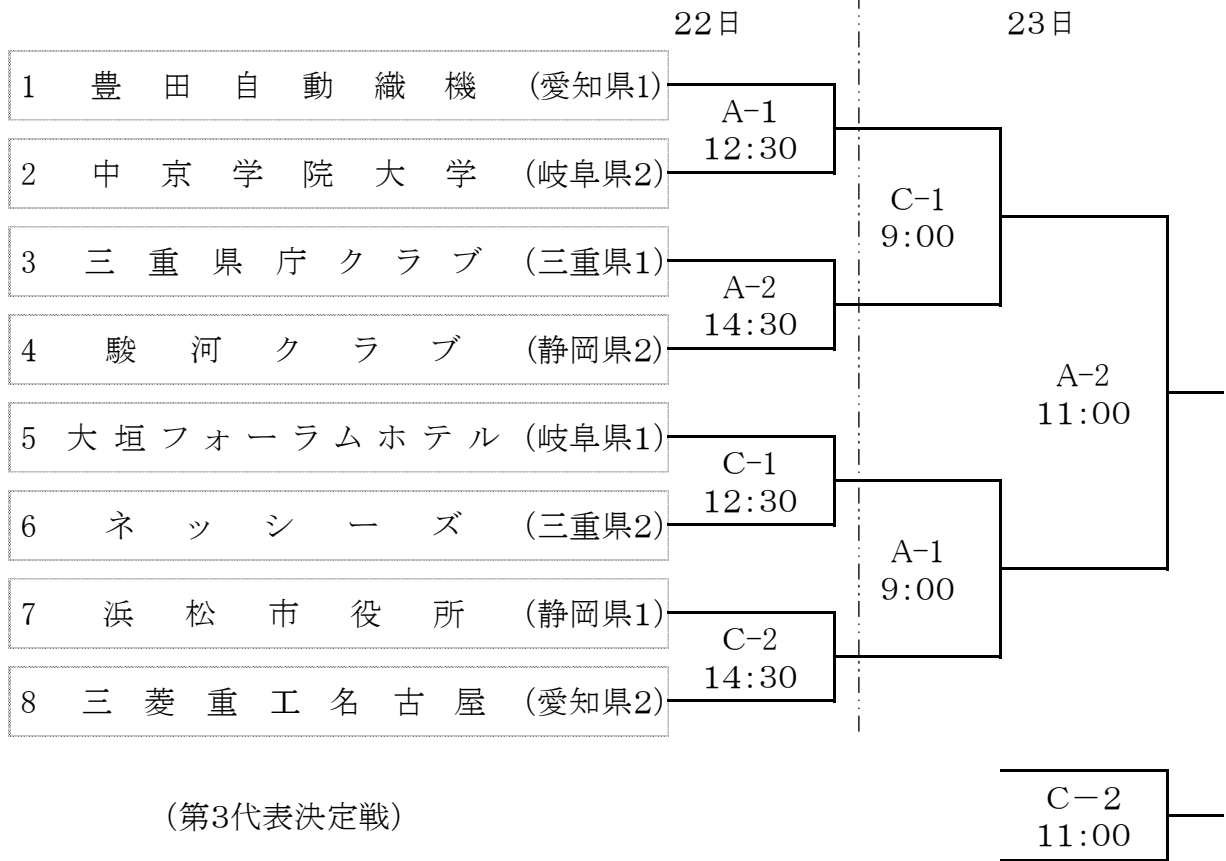 22日
23日
1 豊田自動織機 (愛知県1)
A-1
12:30
2 中京学院大学 (岐阜県2)
C-1
9:00
3 三重県庁クラブ (三重県1)
A-2
14:30
4 駿河クラブ (静岡県2)
A-2
11:00
5 大垣フォーラムホテル (岐阜県1)
C-1
12:30
6 ネッシーズ (三重県2)
A-1
9:00
7 浜松市役所 (静岡県1)
C-2
14:30
8 三菱重工名古屋 (愛知県2)
(第3代表決定戦)
C－2
11:00